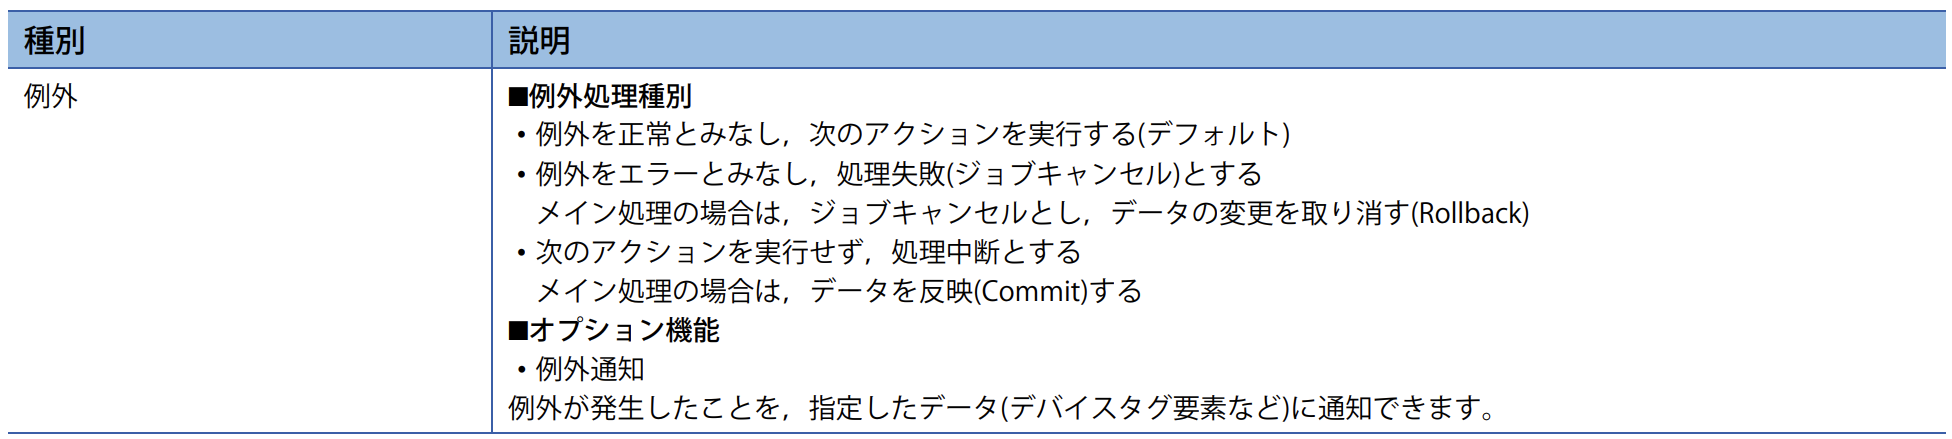 種別
説明
例外
■例外処理種別
・例外を正常とみなし，次のアクションを実行する(デフォルト)
・例外をエラーとみなし，処理失敗(ジョブキャンセル)とする
メイン処理の場合は，ジョブキャンセルとし，データの変更を取り消す(Rollback)
・次のアクションを実行せず，処理中断とする
メイン処理の場合は，データを反映(Commit)する
■オプション機能
・例外通知
例外が発生したことを，指定したデータ(デバイスタグ要素など)に通知できます。